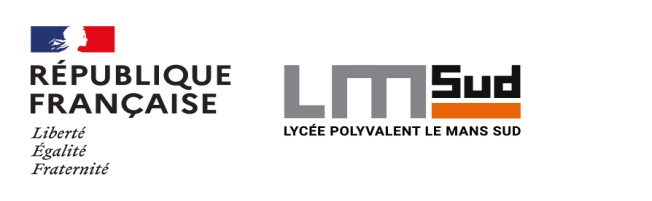 RÉPUBLIQUE
FRANÇAISE
Liberté
Égalité
Fraternité
LM Sud
LYCÉE POLYVALENT LE MANS SUD